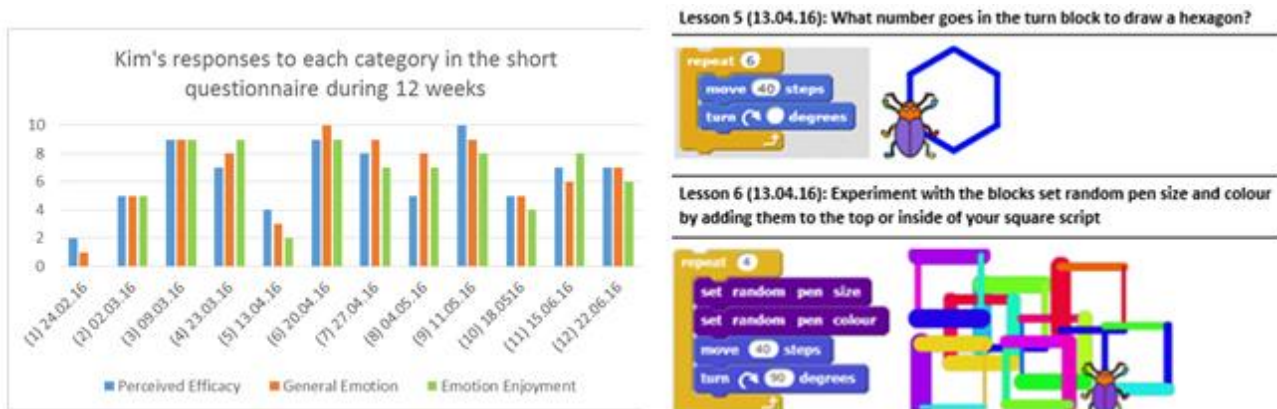 Kim's responses to each category in the short
questionnaire during 12 weeks
10
8
6
4
2
0
(1) 24.02.16
(2) 02.03.16
(3) 09.03.16
(4) 23.03.16
(5) 13.04.16
(6) 20.04.16
(7) 27.04.16
(8) 04.05.16
(9) 11.05.16
(10) 18.0516
(11) 15.06.16
(12) 22.06.16
Perceived Efficacy General Emotion Emotion Enjoyment
Lesson 5 (13.04.16): What number goes in the turn block to draw a hexagon?
repeat 6
move 40 steps
turn degrees
Lesson 6 (13.04.16): Experiment with the blocks set random pen size and colour
by adding them to the top or inside of your square script
repeat 4
set random pen size
set random pen colour
move 40 steps
turn 90 degrees